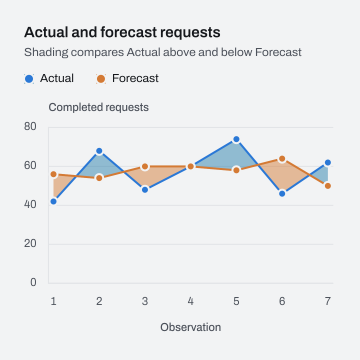 Actual and forecast requests
Shading compares Actual above and below Forecast
Actual Forecast
Completed requests
80
60
40
20
0
1 2 3 4 5 6 7
Observation